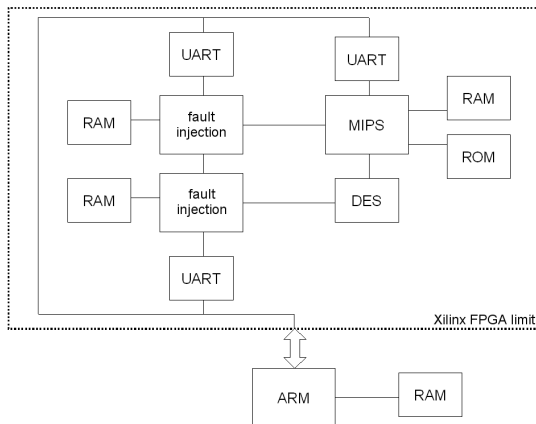 UART
UART
RAM
fault
injection
MIPS
RAM
ROM
RAM
fault
injection
DES
UART
Xilinx FPGA limit
ARM
RAM